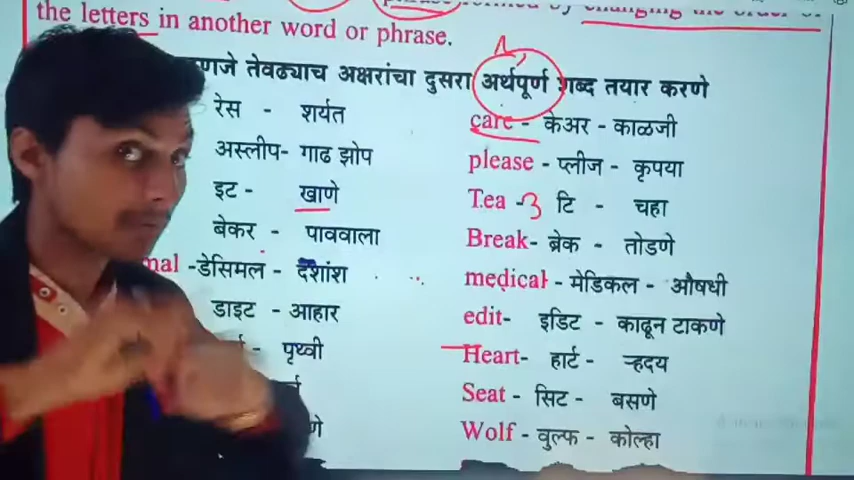 the letters in another word or phrase.
तेवढ्याच अक्षरांचा दुसरा अर्थपूर्ण शब्द तयार करणे
रेस - शर्यत care - केअर - काळजी
अस्लीप- गाढ झोप please - प्लीज - कृपया
इट - खाणे Tea -3 टि - चहा
बेकर - पाववाला Break- ब्रेक - तोडणे
-डेसिमल - दशांश medical - मेडिकल - औषधी
डाइट - आहार edit- इडिट - काढून टाकणे
- पृथ्वी Heart- हार्ट - ऱ्हदय
Seat - सिट - बसणे
Wolf - वुल्फ - कोल्हा